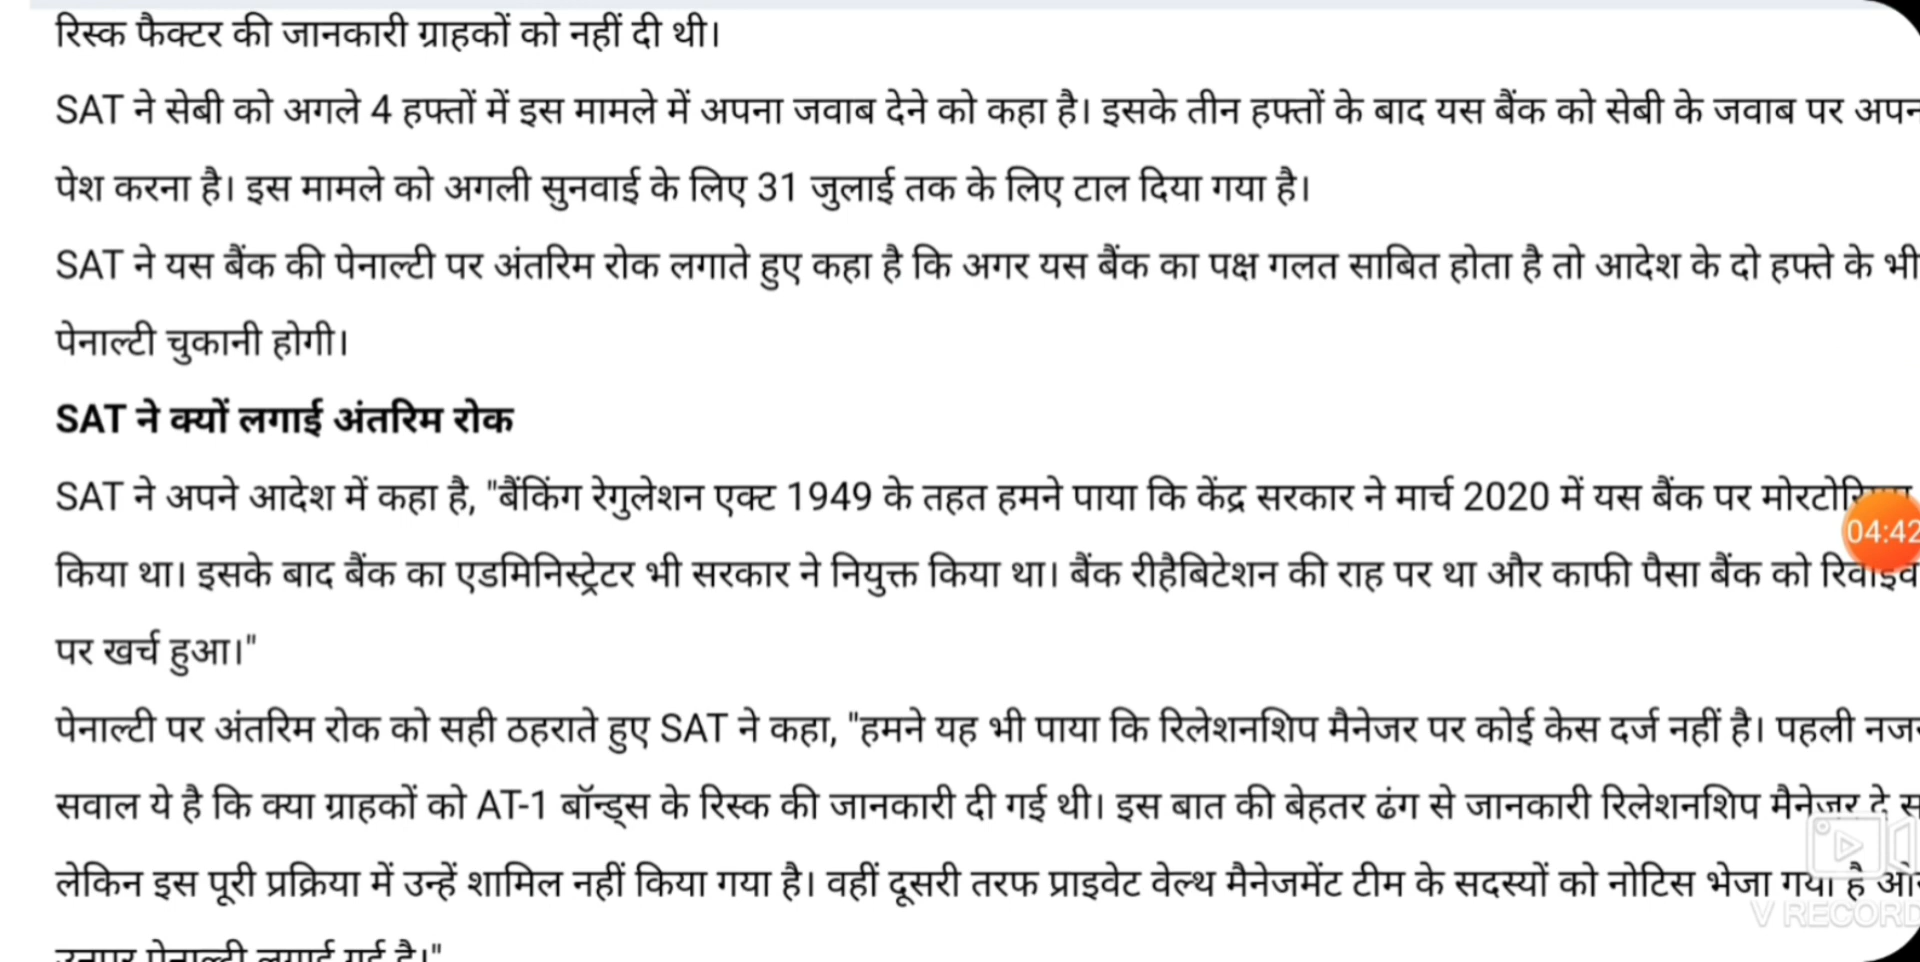 रिस्क फैक्टर की जानकारी ग्राहकों को नहीं दी थी।
SAT ने सेबी को अगले 4 हफ्तों में इस मामले में अपना जवाब देने को कहा है। इसके तीन हफ्तों के बाद यस बैंक को सेबी के जवाब पर
पेश करना है। इस मामले को अगली सुनवाई के लिए 31 जुलाई तक के लिए टाल दिया गया है।
SAT ने यस बैंक की पेनाल्टी पर अंतरिम रोक लगाते हुए कहा है कि अगर यस बैंक का पक्ष गलत साबित होता है तो आदेश के दो हफ्ते के
पेनाल्टी चुकानी होगी।
SAT ने क्यों लगाई अंतरिम रोक
SAT ने अपने आदेश में कहा है, "बैंकिंग रेगुलेशन एक्ट 1949 के तहत हमने पाया कि केंद्र सरकार ने मार्च 2020 में यस बैंक पर
04:42
किया था। इसके बाद बैंक का एडमिनिस्ट्रेटर भी सरकार ने नियुक्त किया था। बैंक रीहैबिटेशन की राह पर था और काफी पैसा बैंक को
पर खर्च हुआ।"
पेनाल्टी पर अंतरिम रोक को सही ठहराते हुए SAT ने कहा, "हमने यह भी पाया कि रिलेशनशिप मैनेजर पर कोई केस दर्ज नहीं है। पहली
सवाल ये है कि क्या ग्राहकों को AT-1 बॉन्ड्स के रिस्क की जानकारी दी गई थी। इस बात की बेहतर ढंग से जानकारी रिलेशनशिप मैनेजर दे
लेकिन इस पूरी प्रक्रिया में उन्हें शामिल नहीं किया गया है। वहीं दूसरी तरफ प्राइवेट वेल्थ मैनेजमेंट टीम के सदस्यों को नोटिस भेजा गया है
V RECORD
उनपर पेनाल्टी लगाई गई है।"